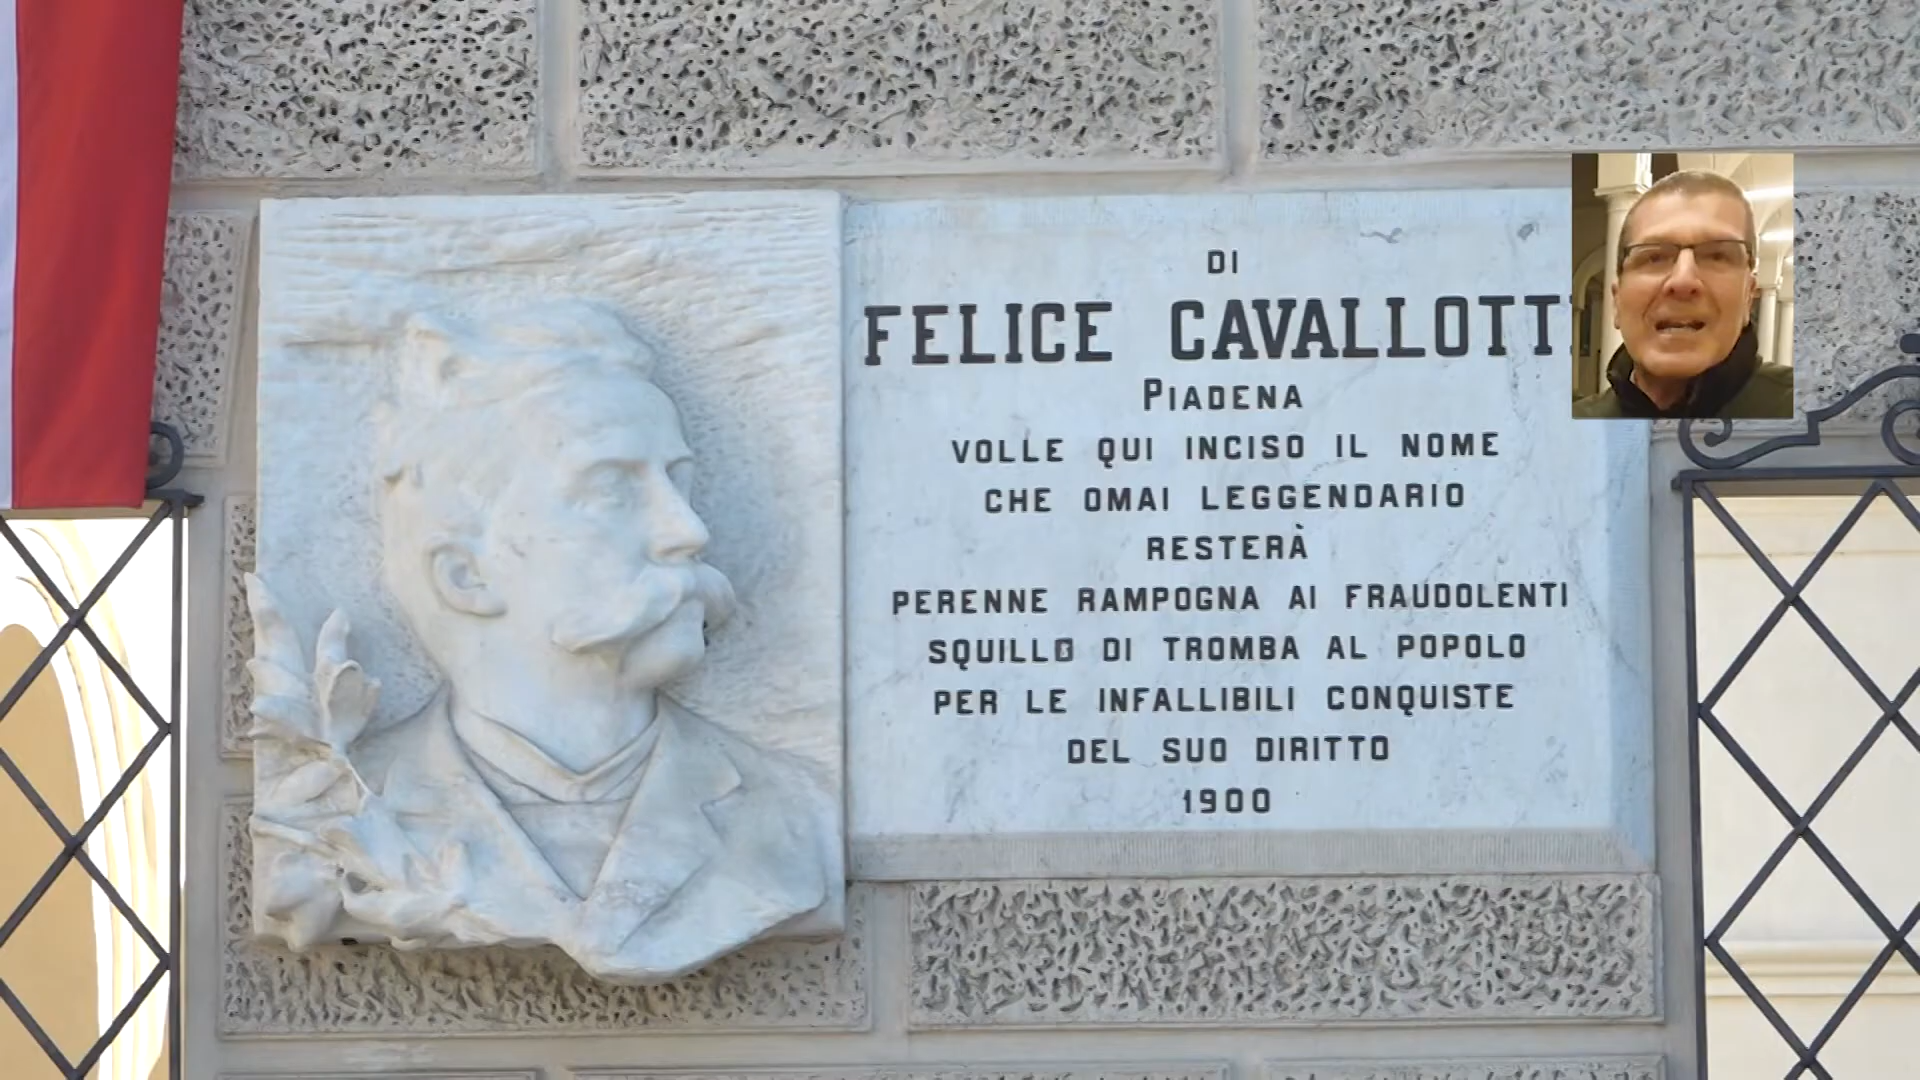 DI
FELICE CAVALLOTTI
PIADENA
VOLLE QUI INCISO IL NOME
CHE OMAI LEGGENDARIO
RESTERÀ
PERENNE RAMPOGNA AI FRAUDOLENTI
SQUILLO DI TROMBA AL POPOLO
PER LE INFALLIBILI CONQUISTE
DEL SUO DIRITTO
1900